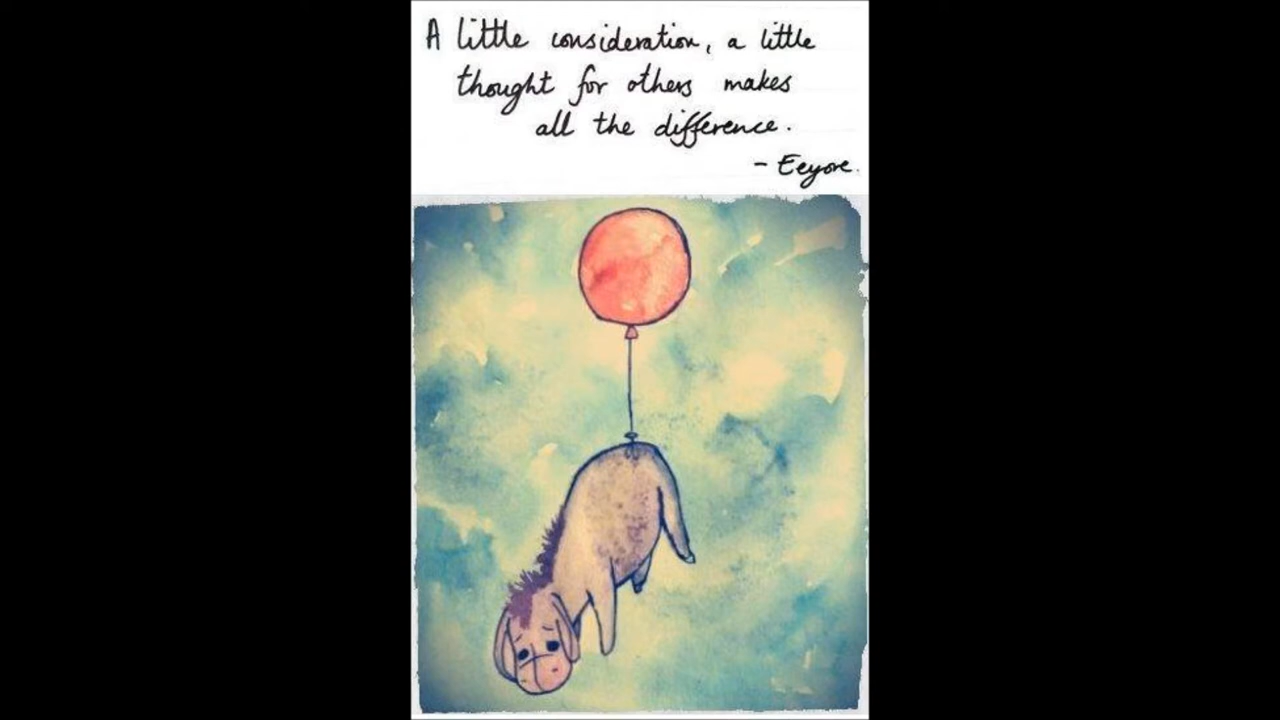 A little consideration, a little
thought for others makes
all the difference.
- Eeyore.